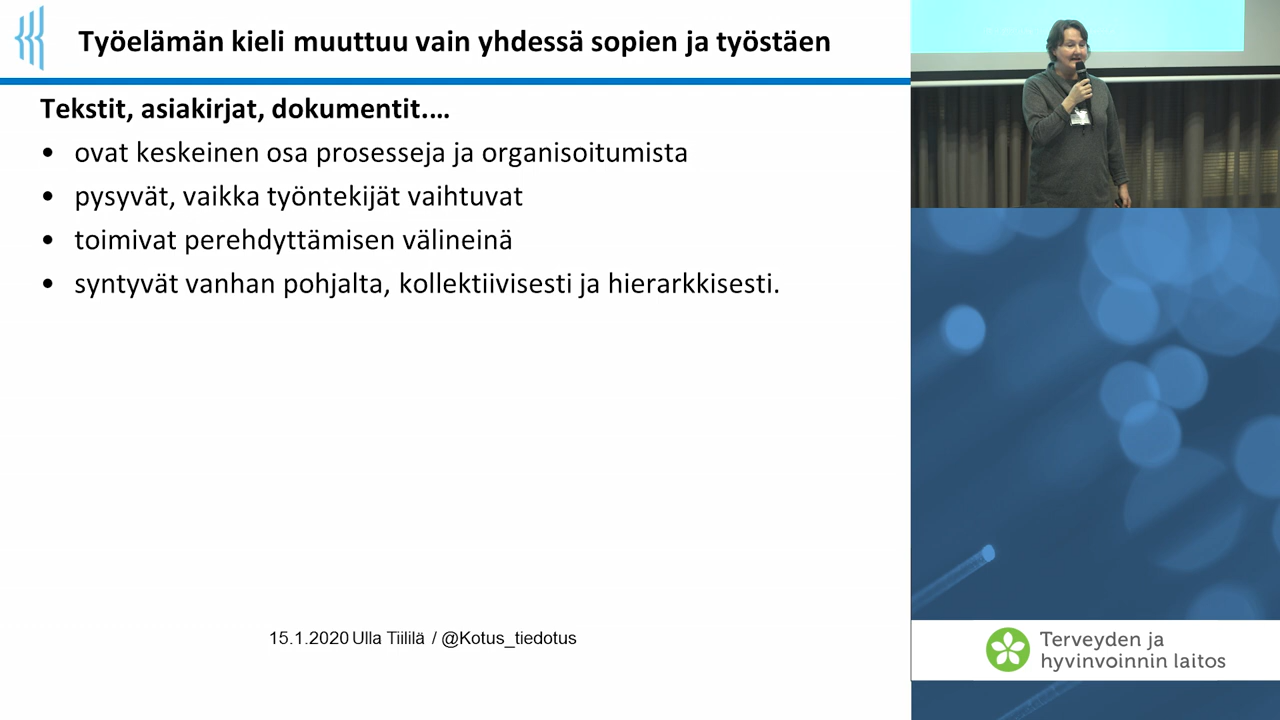 Työelämän kieli muuttuu vain yhdessä sopien ja työstäen
Tekstit, asiakirjat, dokumentit....
• ovat keskeinen osa prosesseja ja organisoitumista
• pysyvät, vaikka työntekijät vaihtuvat
• toimivat perehdyttämisen välineinä
• syntyvät vanhan pohjalta, kollektiivisesti ja hierarkkisesti.
15.1.2020 Ulla Tiililä / @Kotus_tiedotus
Terveyden ja
hyvinvoinnin laitos